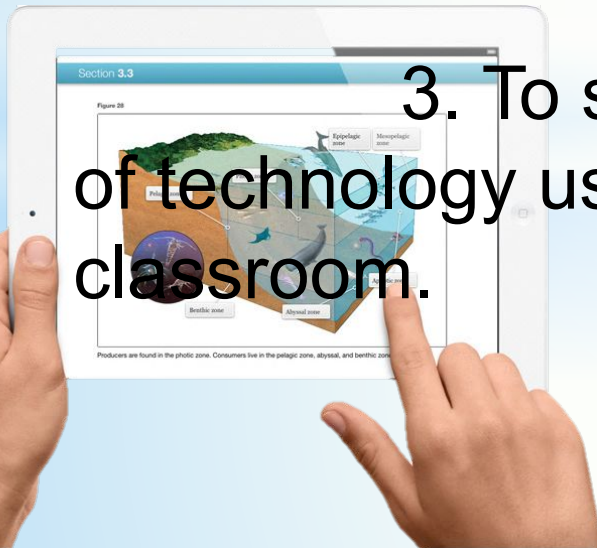 Section 3.3
Figure 28
3. To s
Epipelagic zone
Mesopelagic zone
of technology us
classroom.
Benthic zone
Abyssal zone
Producers are found in the photic zone. Consumers live in the pelagic zone, abyssal, and benthic zon